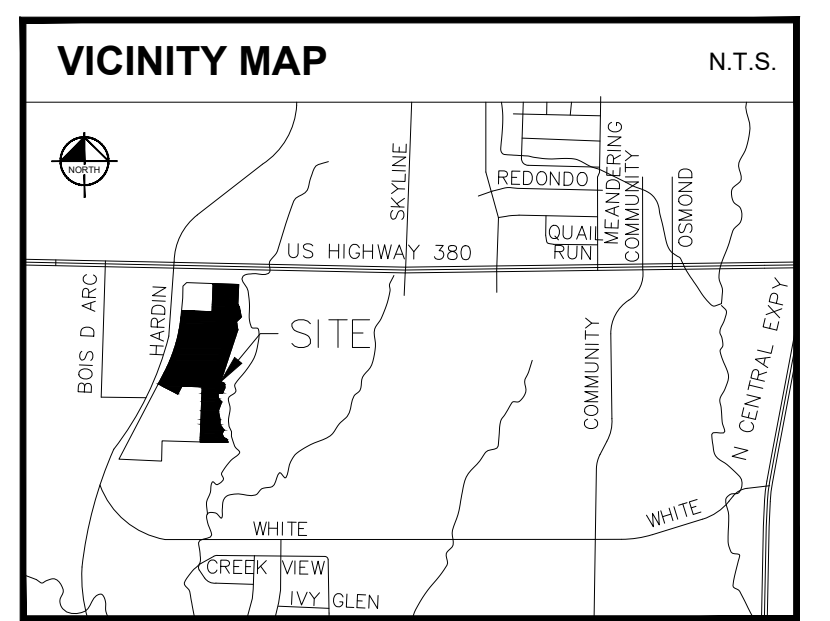 VICINITY MAP
N.T.S.
NORTH
SKYLINE
REDONDO
MEANDERING
COMMUNITY
OSMOND
QUAIL
RUN
US HIGHWAY 380
BOIS D ARC
HARDIN
SITE
COMMUNITY
N CENTRAL EXPY
WHITE
WHITE
CREEK VIEW
IVY GLEN